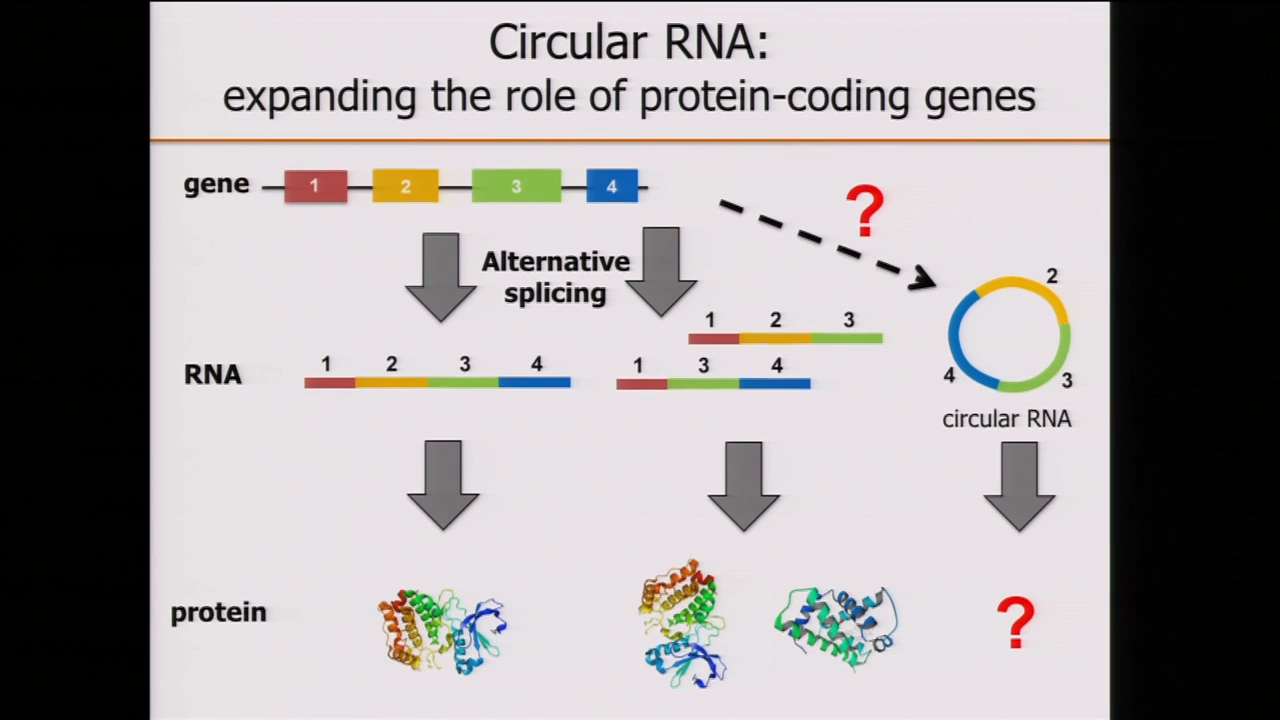 Circular RNA:
expanding the role of protein-coding genes
gene
1 2 3 4
?
Alternative
splicing
2
1 2 3
RNA
1 2 3 4
1 3 4
4
3
circular RNA
protein
?